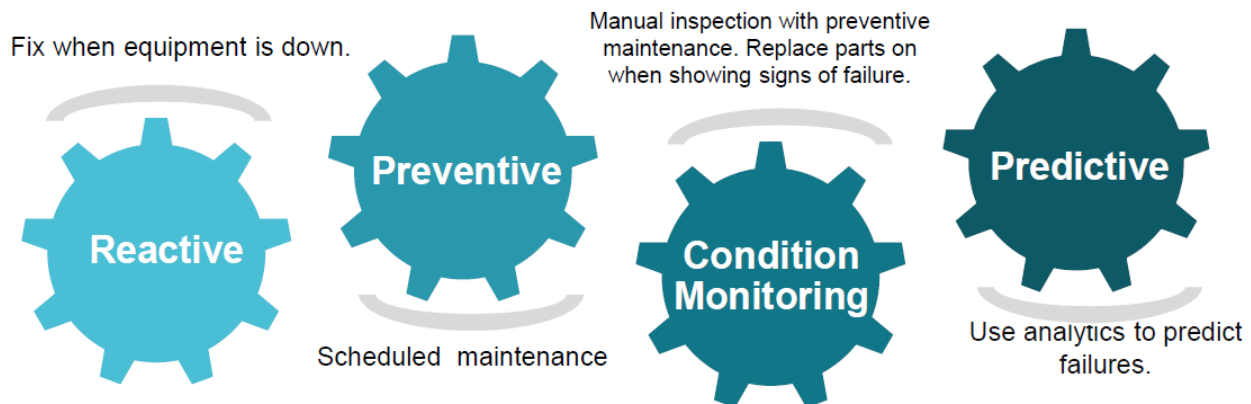 Fix when equipment is down.
Reactive
Preventive
Scheduled maintenance
Manual inspection with preventive
maintenance. Replace parts on
when showing signs of failure.
Condition
Monitoring
Predictive
Use analytics to predict
failures.